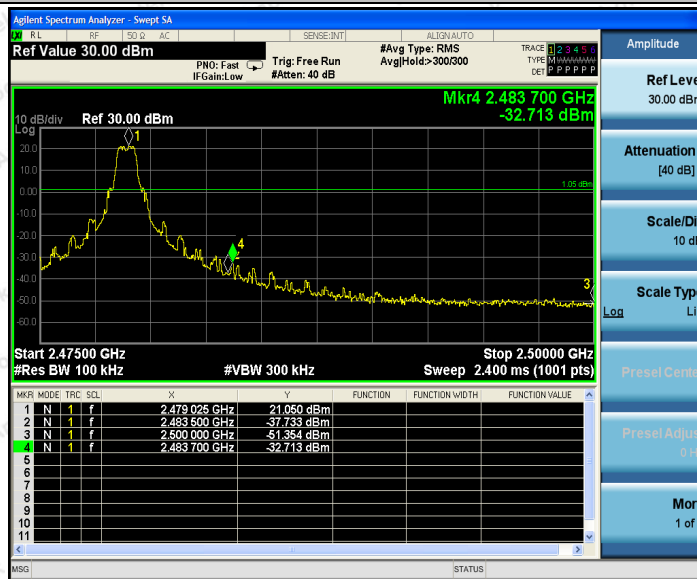 Agilent Spectrum Analyzer - Swept SA
RL RF 50 Ω AC SENSE:INT ALIGNAUTO
Ref Value 30.00 dBm
PNO: Fast
IFGain:Low
Trig: Free Run
#Atten: 40 dB
#Avg Type: RMS
Avg|Hold:>300/300
TRACE 1 2 3 4 5 6
TYPE M
DET P P P P P P
Mkr4 2.483 700 GHz
-32.713 dBm
10 dB/div Ref 30.00 dBm
Log
1
20.0
10.0
1.05 dBm
0.00
-10.0
-20.0
4
-30.0
-40.0
3
-50.0
-60.0
Start 2.47500 GHz Stop 2.50000 GHz
#Res BW 100 kHz #VBW 300 kHz Sweep 2.400 ms (1001 pts)
MKR MODE TRC SCL X Y FUNCTION FUNCTION WIDTH FUNCTION VALUE
1 N 1 f 2.479 025 GHz 21.050 dBm
2 N 1 f 2.483 500 GHz -37.733 dBm
3 N 1 f 2.500 000 GHz -51.354 dBm
4 N 1 f 2.483 700 GHz -32.713 dBm
5
6
7
8
9
10
11
MSG STATUS
Amplitude
Ref Leve
30.00 dBm
Attenuation
[40 dB]
Scale/Di
10 d
Scale Type
Log Li
Presel Cente
Presel Adjus
0 H
Mor
1 of